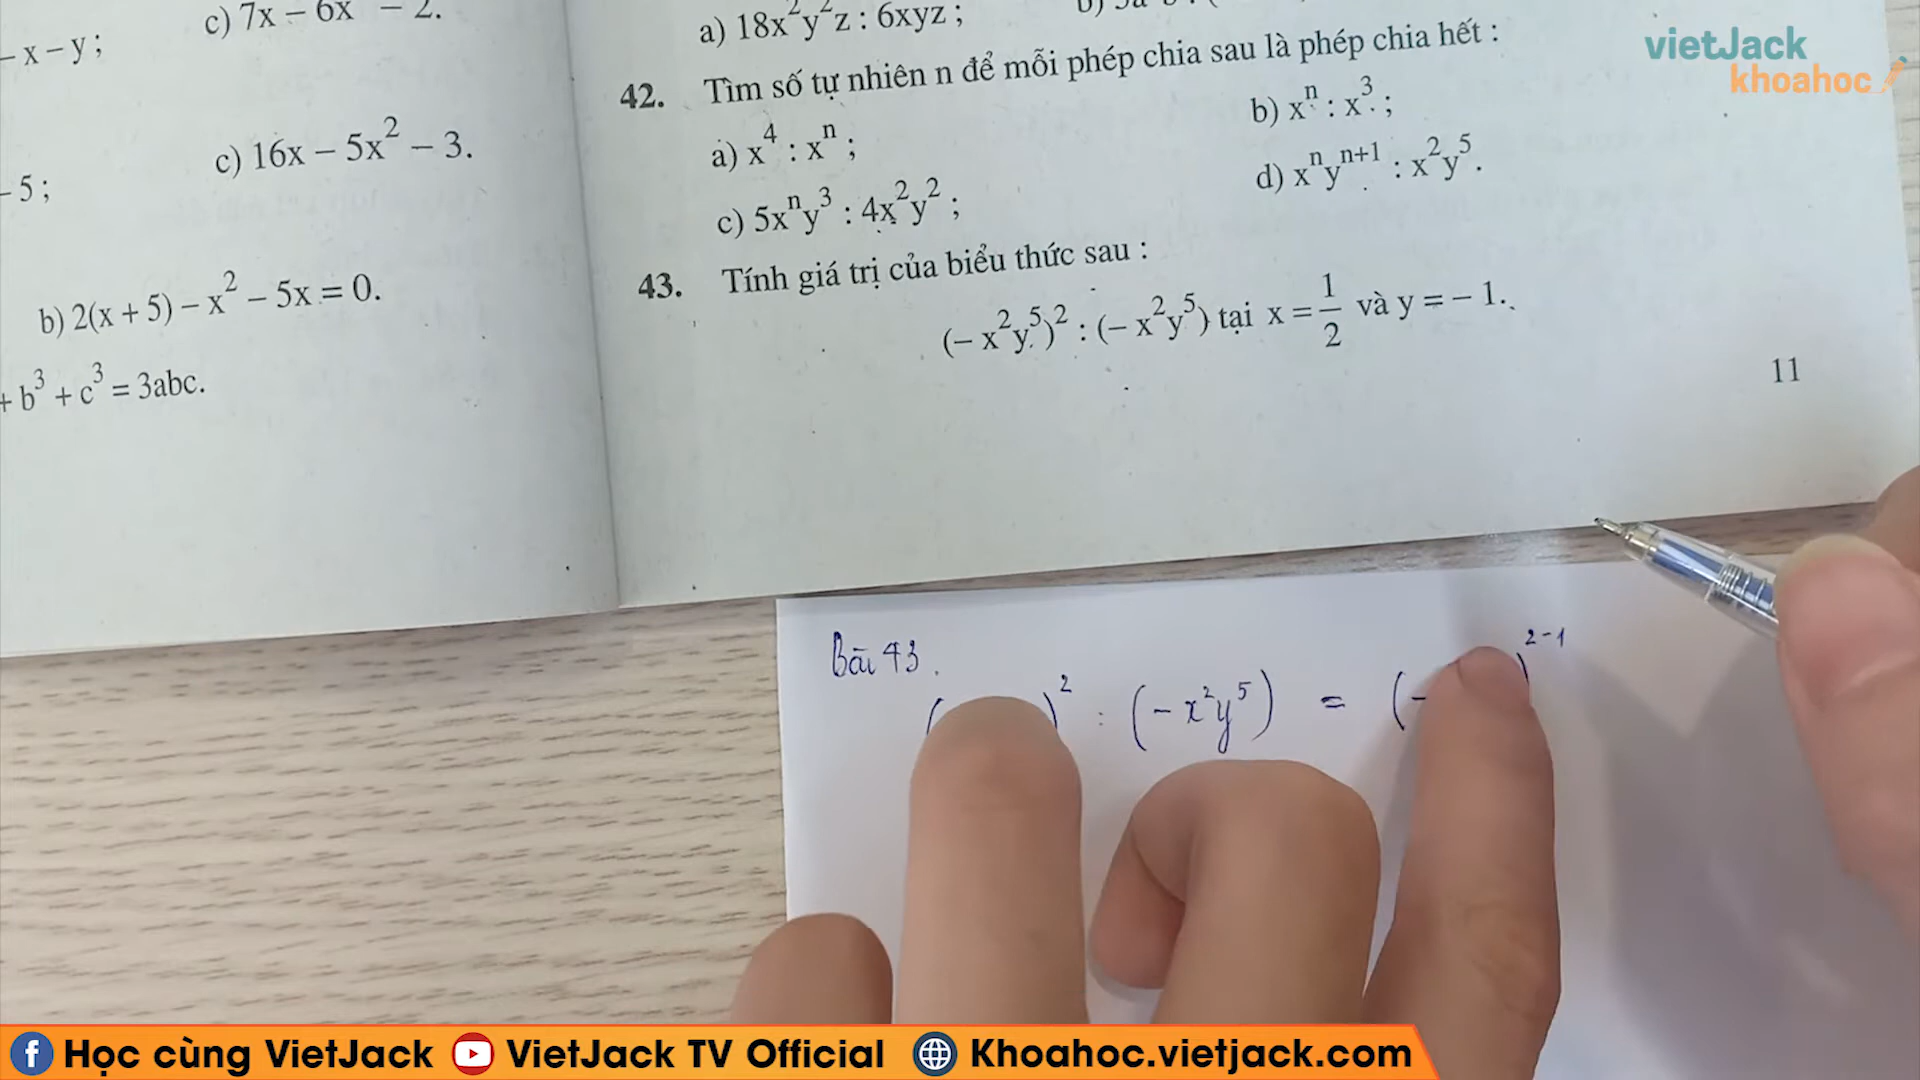 – x – y ;
c) 7x – 6x – 2.
– 5 ;
c) 16x – 5x² – 3.
b) 2(x + 5) – x² – 5x = 0.
+ b³ + c³ = 3abc.
a) 18x²y²z : 6xyz ;
42. Tìm số tự nhiên n để mỗi phép chia sau là phép chia hết :
a) x⁴ : xⁿ ;
b) xⁿ : x³ ;
c) 5xⁿy³ : 4x²y² ;
d) xⁿyⁿ⁺¹ : x²y⁵.
43. Tính giá trị của biểu thức sau :
(– x²y⁵)² : (– x²y⁵) tại x = 1/2 và y = – 1.
11
Bài 43.
( )² : (– x²y⁵) = (– )²⁻¹
vietJack
khoahoc
Học cùng VietJack VietJack TV Official Khoahoc.vietjack.com